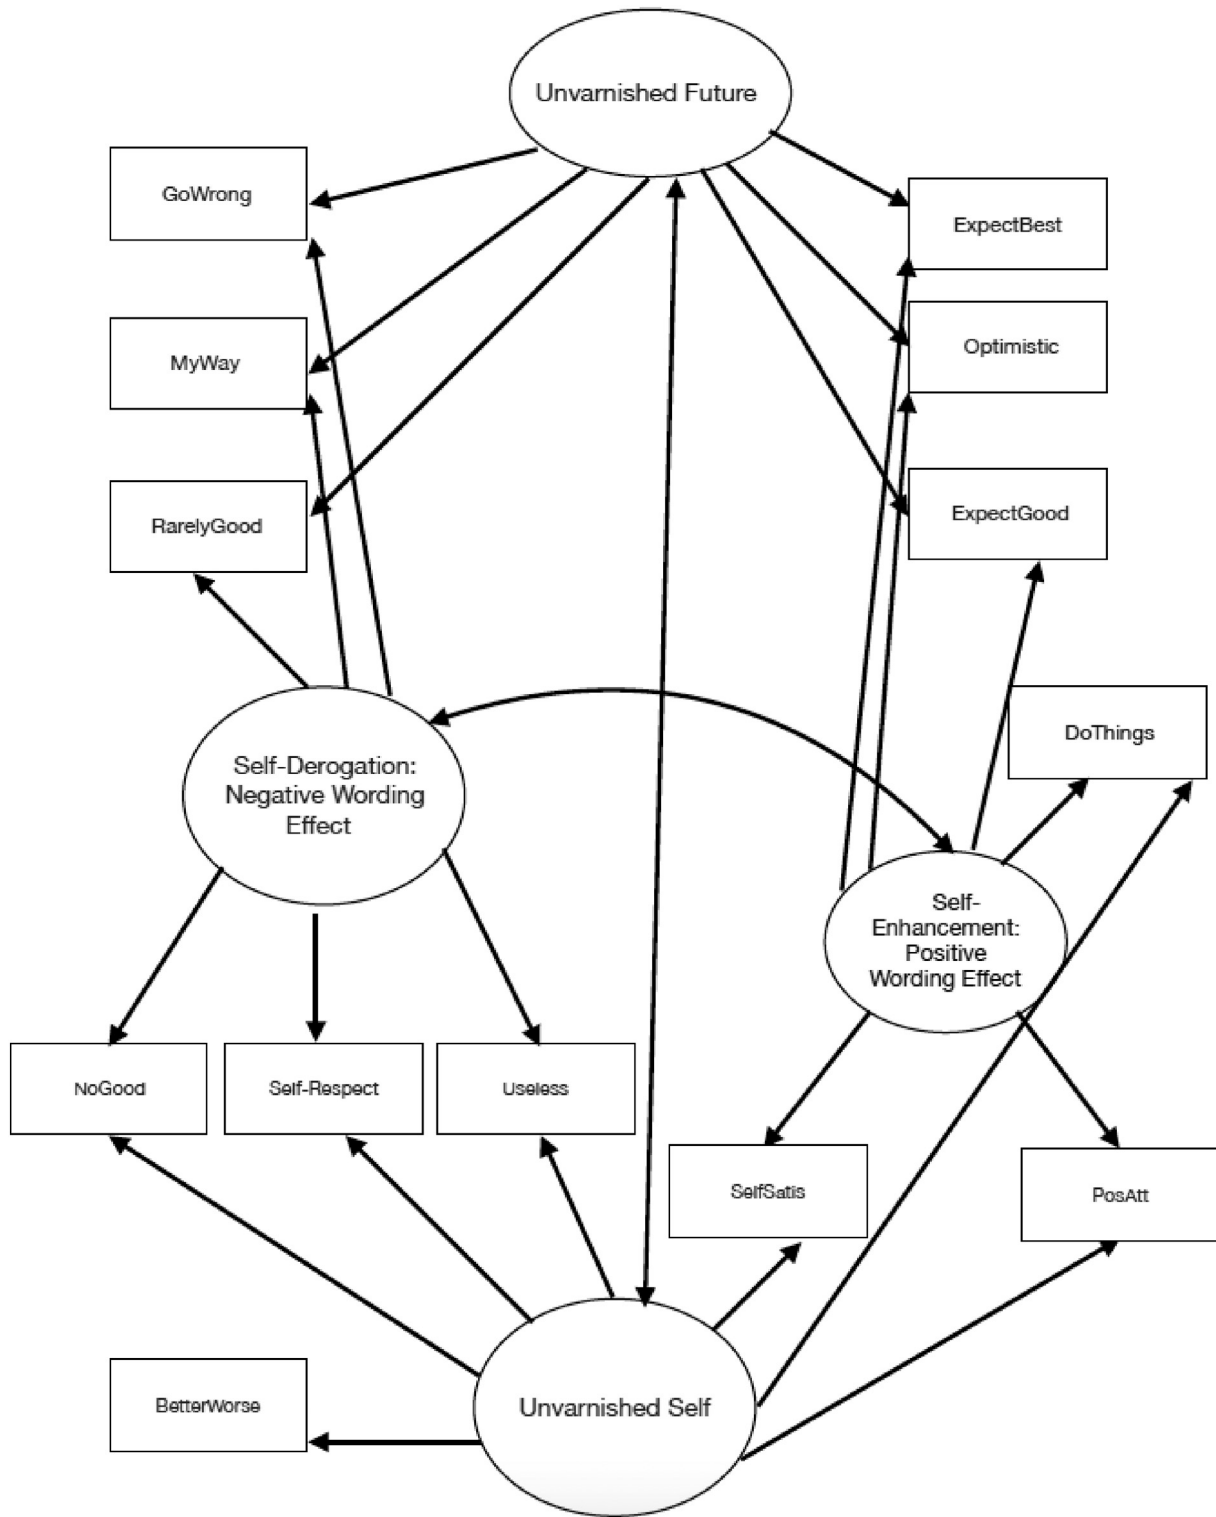 Unvarnished Future
GoWrong
ExpectBest
MyWay
Optimistic
RarelyGood
ExpectGood
DoThings
Self-Derogation:
Negative Wording
Effect
Self-
Enhancement:
Positive
Wording Effect
NoGood
Self-Respect
Useless
SelfSatis
PosAtt
BetterWorse
Unvarnished Self